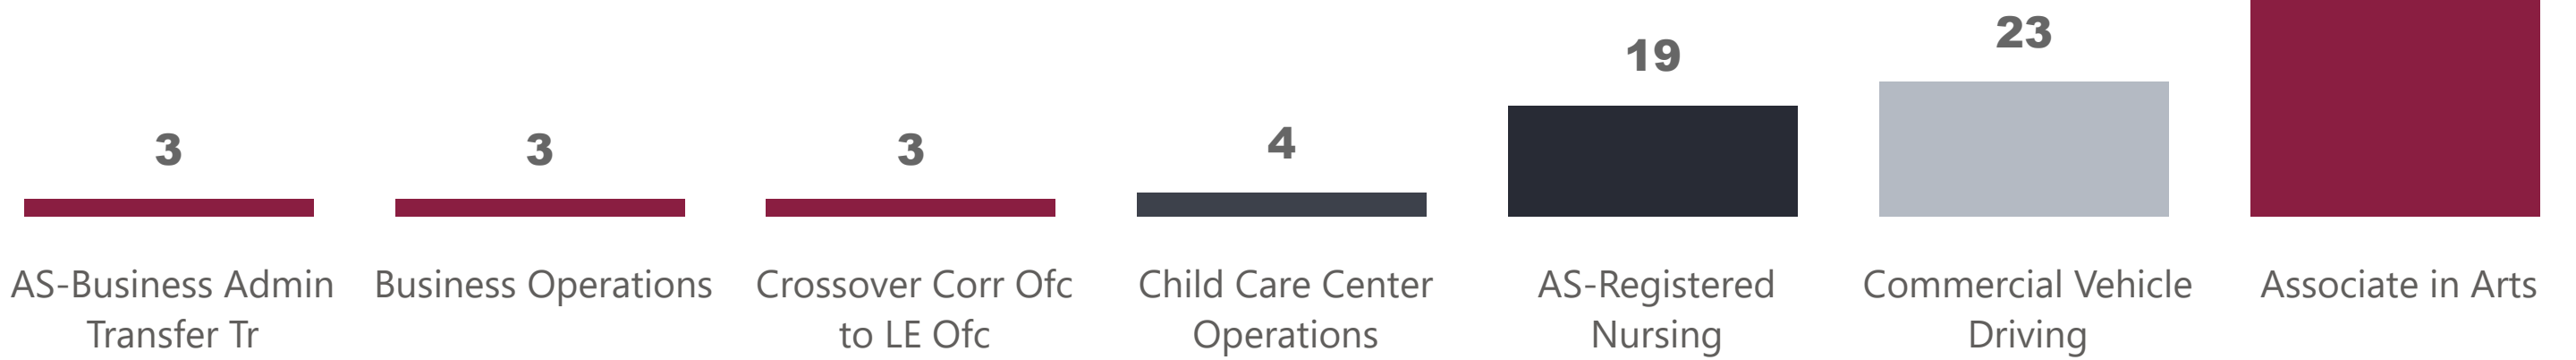 23
19
4
3
3
3
AS-Business Admin
Transfer Tr
Business Operations
Crossover Corr Ofc
to LE Ofc
Child Care Center
Operations
AS-Registered
Nursing
Commercial Vehicle
Driving
Associate in Arts